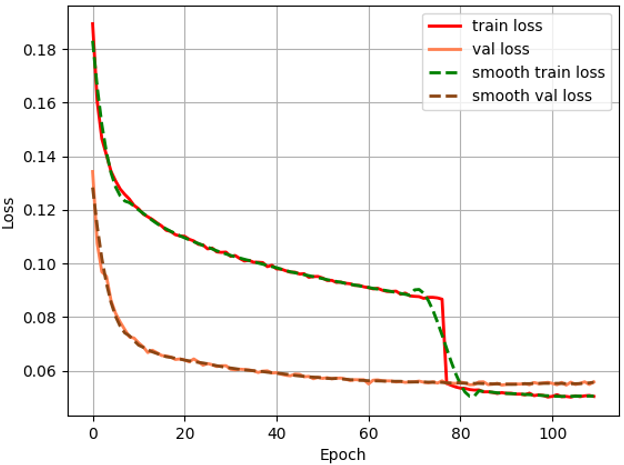 train loss
val loss
smooth train loss
smooth val loss
0.18
0.16
0.14
0.12
0.10
0.08
0.06
Loss
0 20 40 60 80 100
Epoch